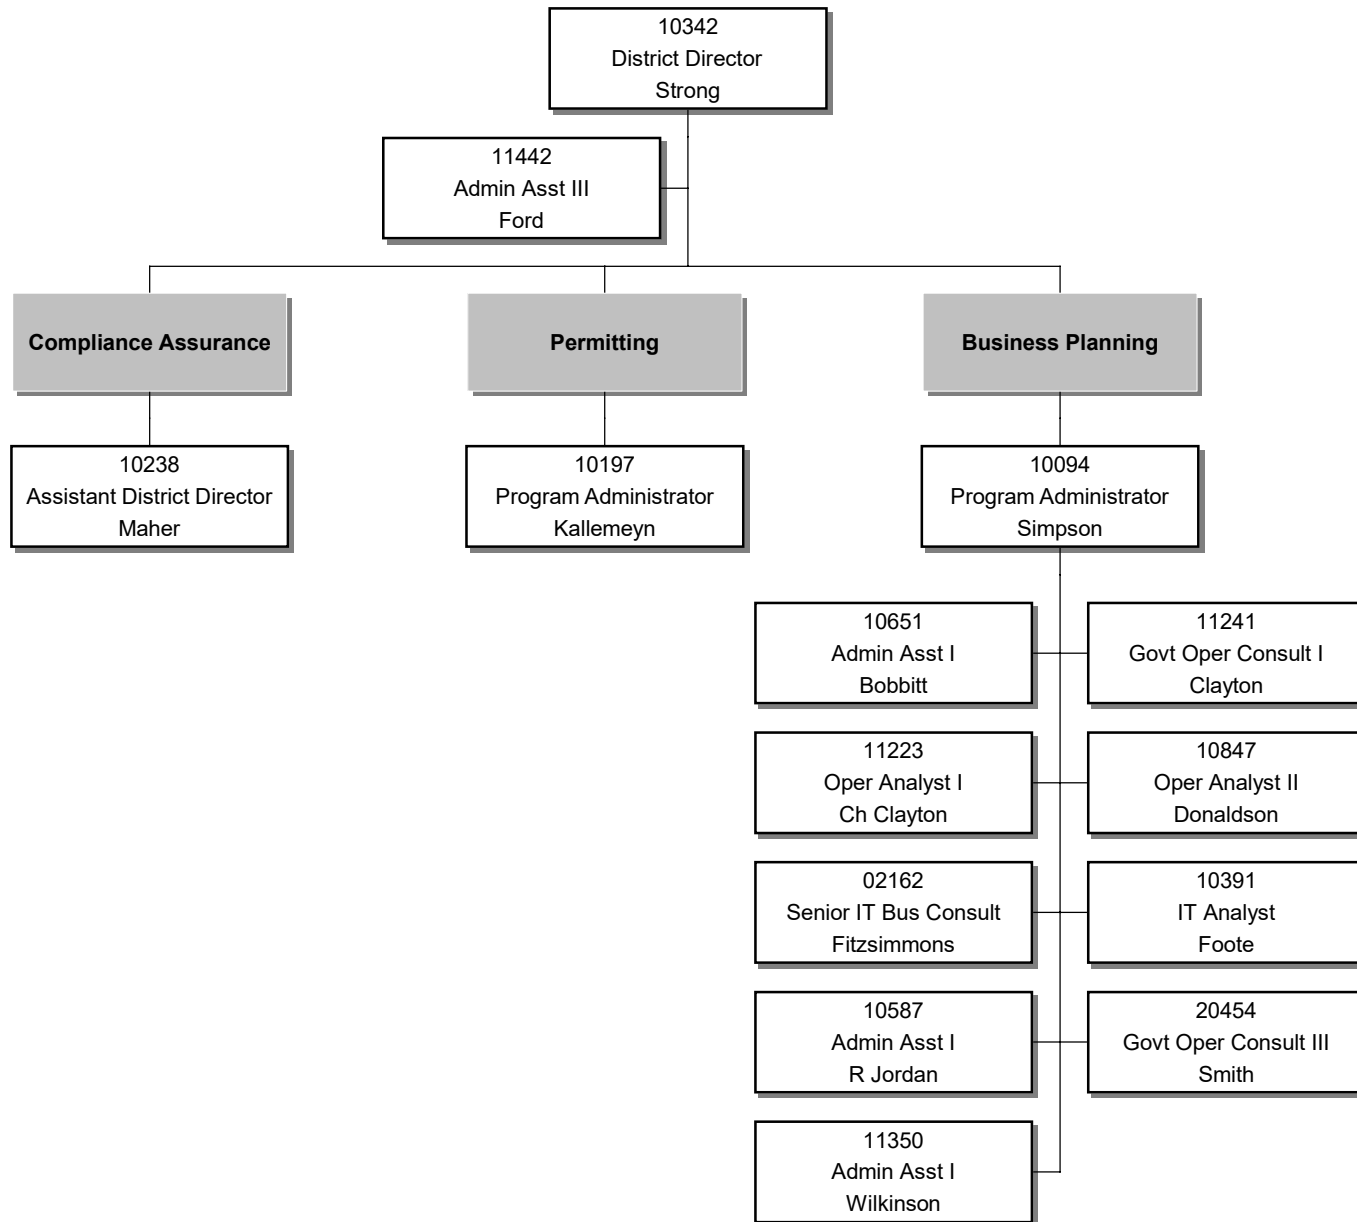 10342
District Director
Strong
11442
Admin Asst III
Ford
Compliance Assurance
Permitting
Business Planning
10238
Assistant District Director
Maher
10197
Program Administrator
Kallemeyn
10094
Program Administrator
Simpson
10651
Admin Asst I
Bobbitt
11241
Govt Oper Consult I
Clayton
11223
Oper Analyst I
Ch Clayton
10847
Oper Analyst II
Donaldson
02162
Senior IT Bus Consult
Fitzsimmons
10391
IT Analyst
Foote
10587
Admin Asst I
R Jordan
20454
Govt Oper Consult III
Smith
11350
Admin Asst I
Wilkinson